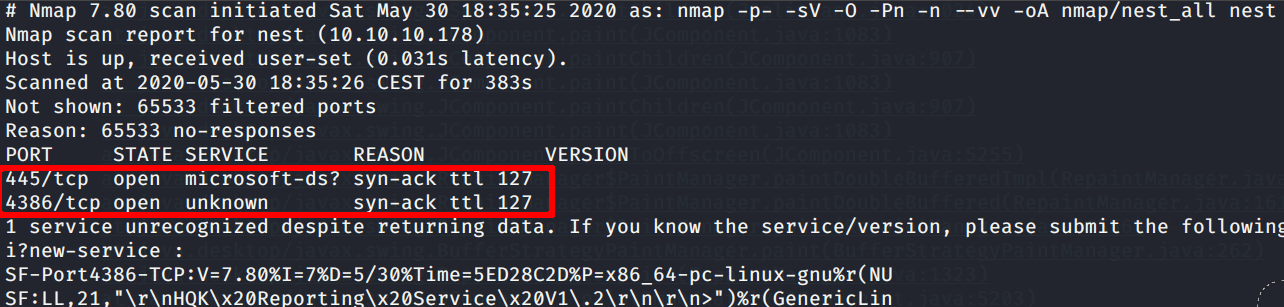 # Nmap 7.80 scan initiated Sat May 30 18:35:25 2020 as: nmap -p- -sV -O -Pn -n --vv -oA nmap/nest_all nest
Nmap scan report for nest (10.10.10.178)
Host is up, received user-set (0.031s latency).
Scanned at 2020-05-30 18:35:26 CEST for 383s
Not shown: 65533 filtered ports
Reason: 65533 no-responses
PORT     STATE SERVICE       REASON          VERSION
445/tcp  open  microsoft-ds? syn-ack ttl 127
4386/tcp open  unknown       syn-ack ttl 127
1 service unrecognized despite returning data. If you know the service/version, please submit the following
i?new-service :
SF-Port4386-TCP:V=7.80%I=7%D=5/30%Time=5ED28C2D%P=x86_64-pc-linux-gnu%r(NU
SF:LL,21,"\r\nHQK\x20Reporting\x20Service\x20V1\.2\r\n\r\n>")%r(GenericLin